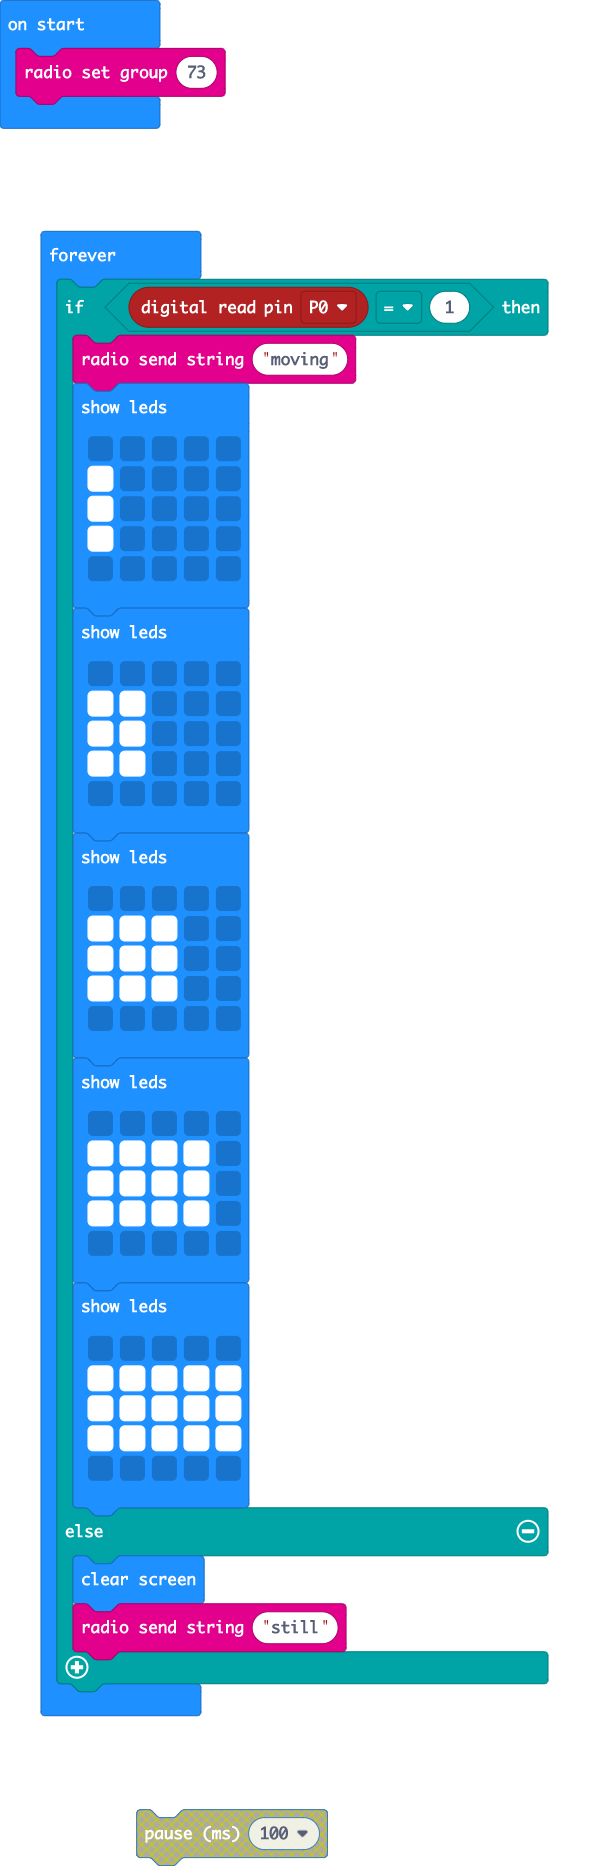 on start
radio set group 73
forever
if digital read pin P0 = 1 then
radio send string "moving"
show leds
show leds
show leds
show leds
show leds
else
clear screen
radio send string "still"
pause (ms) 100